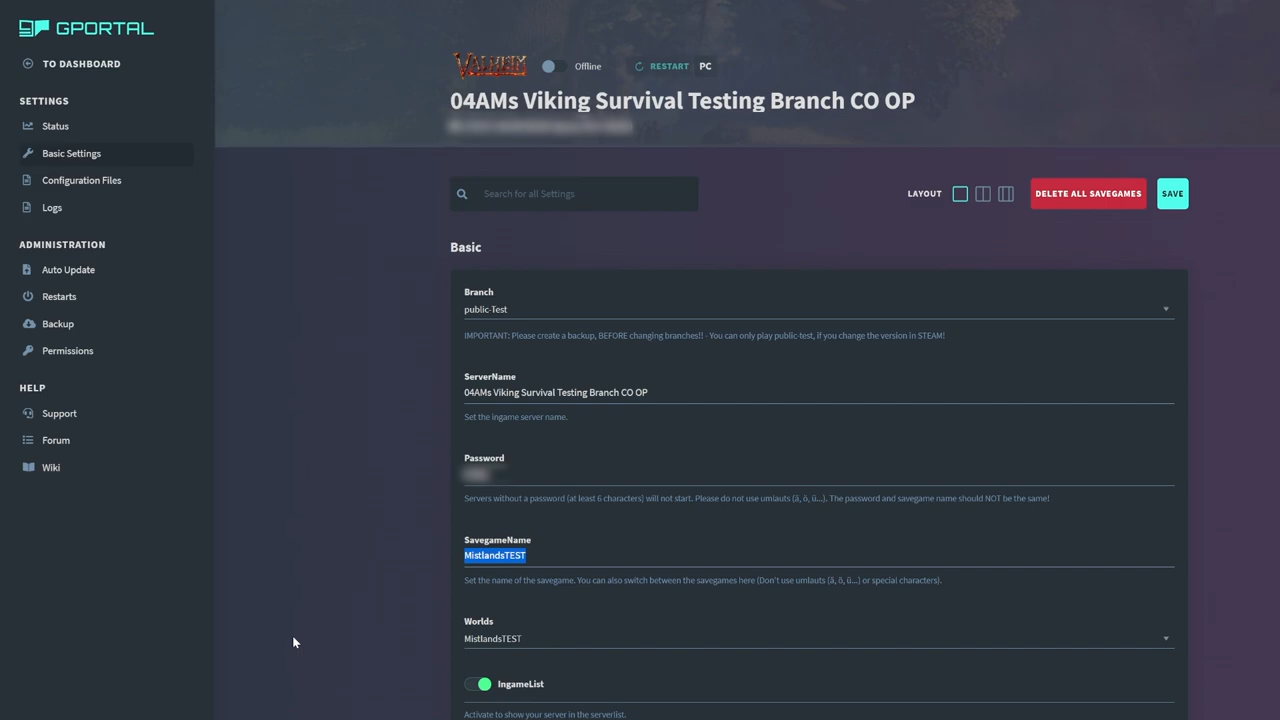 GPORTAL
TO DASHBOARD
SETTINGS
Status
Basic Settings
Configuration Files
Logs
ADMINISTRATION
Auto Update
Restarts
Backup
Permissions
HELP
Support
Forum
Wiki
VALHEIM
Offline
RESTART
PC
04AMs Viking Survival Testing Branch CO OP
Search for all Settings
LAYOUT
DELETE ALL SAVEGAMES
SAVE
Basic
Branch
public-Test
IMPORTANT: Please create a backup, BEFORE changing branches!! - You can only play public-test, if you change the version in STEAM!
ServerName
04AMs Viking Survival Testing Branch CO OP
Set the ingame server name.
Password
Servers without a password (at least 6 characters) will not start. Please do not use umlauts (ä, ö, ü...). The password and savegame name should NOT be the same!
SavegameName
MistlandsTEST
Set the name of the savegame. You can also switch between the savegames here (Don't use umlauts (ä, ö, ü...) or special characters).
Worlds
MistlandsTEST
IngameList
Activate to show your server in the serverlist.